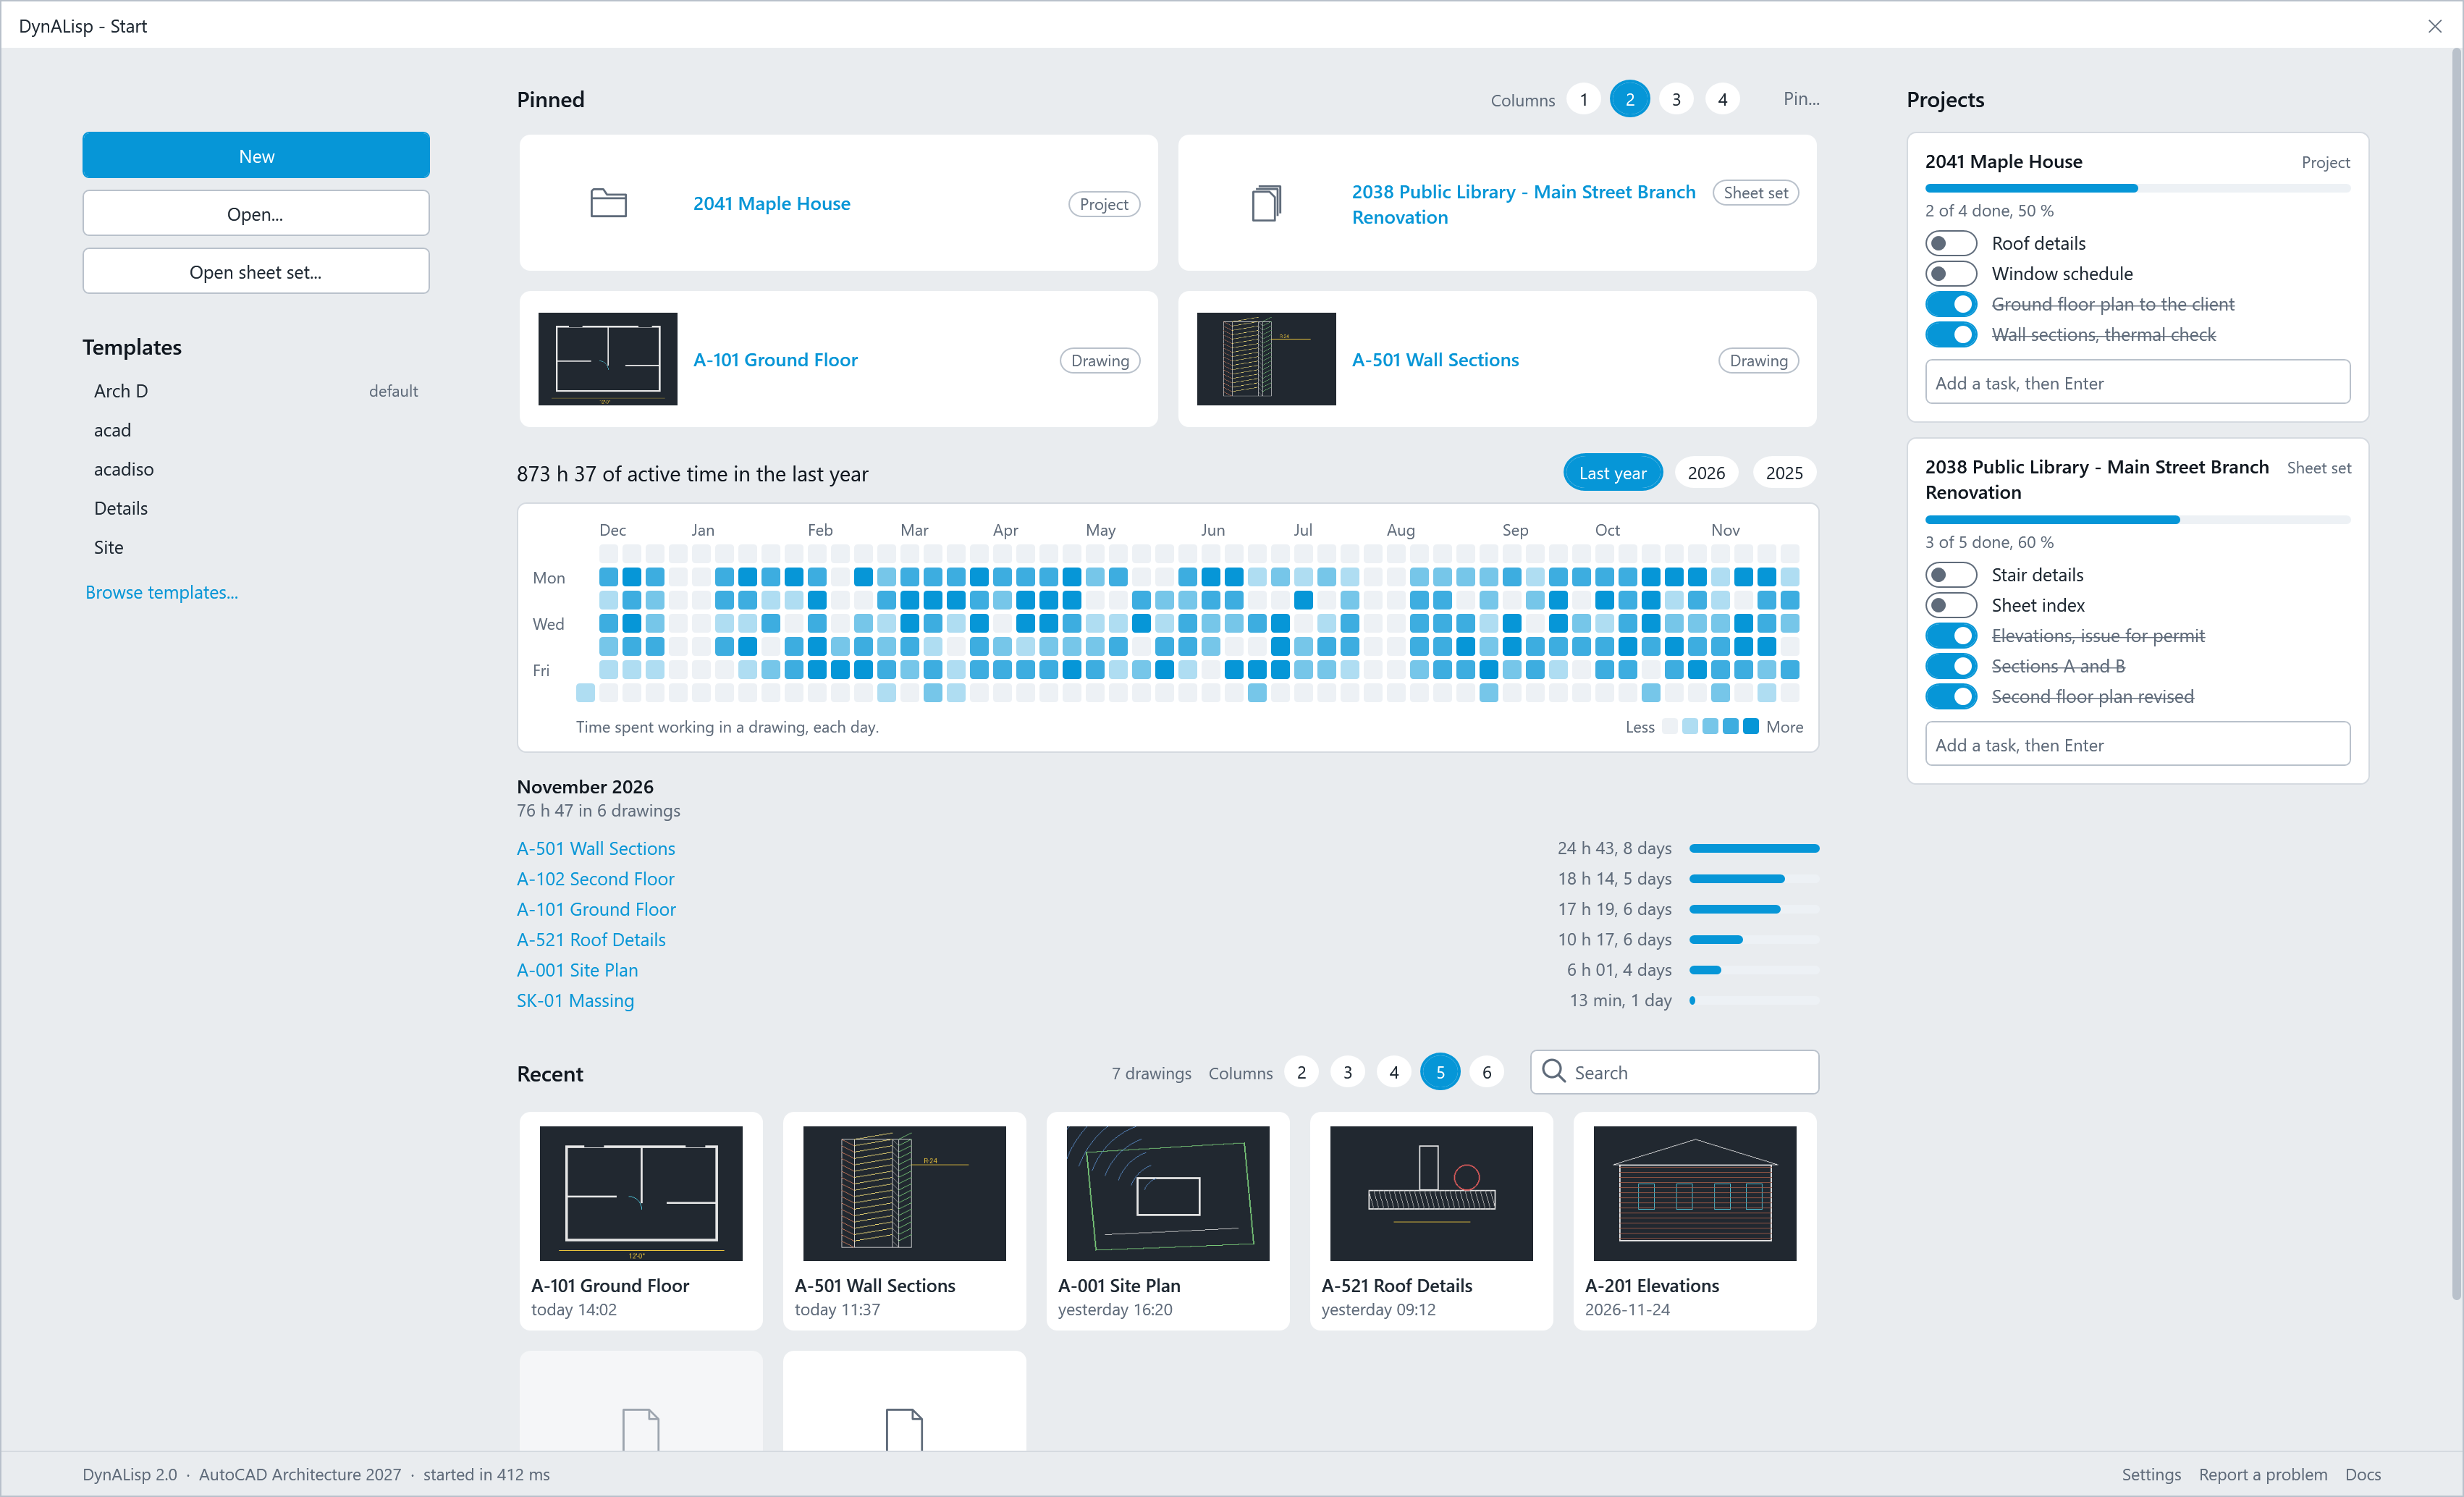 DynALisp - Start
New
Open...
Open sheet set...
Templates
Arch D default
acad
acadiso
Details
Site
Browse templates...
Pinned
Columns 1 2 3 4 Pin...
2041 Maple House Project
2038 Public Library - Main Street Branch Sheet set
Renovation
12'0"
A-101 Ground Floor Drawing
R-24
A-501 Wall Sections Drawing
873 h 37 of active time in the last year
Last year 2026 2025
Dec Jan Feb Mar Apr May Jun Jul Aug Sep Oct Nov
Mon
Wed
Fri
Time spent working in a drawing, each day.
Less More
November 2026
76 h 47 in 6 drawings
A-501 Wall Sections 24 h 43, 8 days
A-102 Second Floor 18 h 14, 5 days
A-101 Ground Floor 17 h 19, 6 days
A-521 Roof Details 10 h 17, 6 days
A-001 Site Plan 6 h 01, 4 days
SK-01 Massing 13 min, 1 day
Recent
7 drawings Columns 2 3 4 5 6
Search
12'0"
A-101 Ground Floor
today 14:02
R-24
A-501 Wall Sections
today 11:37
A-001 Site Plan
yesterday 16:20
A-521 Roof Details
yesterday 09:12
A-201 Elevations
2026-11-24
Projects
2041 Maple House Project
2 of 4 done, 50 %
Roof details
Window schedule
Ground floor plan to the client
Wall sections, thermal check
Add a task, then Enter
2038 Public Library - Main Street Branch Sheet set
Renovation
3 of 5 done, 60 %
Stair details
Sheet index
Elevations, issue for permit
Sections A and B
Second floor plan revised
Add a task, then Enter
DynALisp 2.0 · AutoCAD Architecture 2027 · started in 412 ms
Settings Report a problem Docs